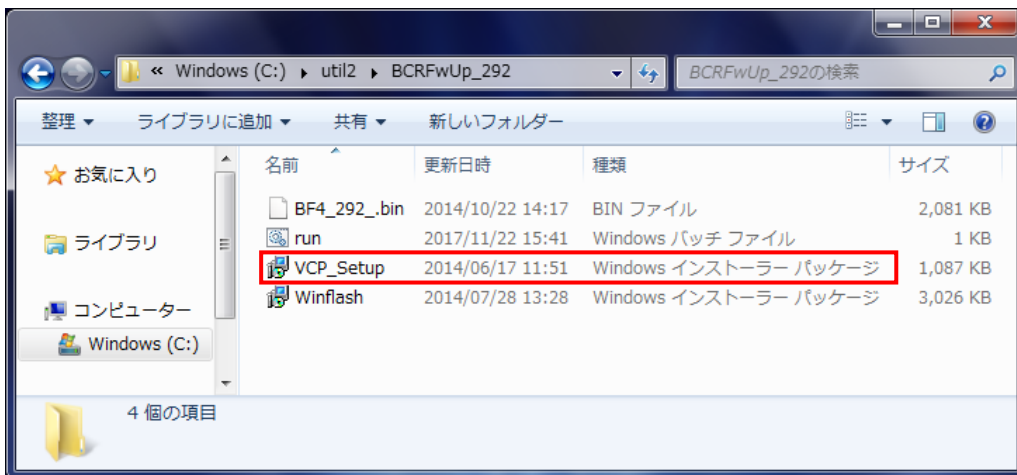 « Windows (C:) ▸ util2 ▸ BCRFwUp_292 BCRFwUp_292の検索
整理 ▼ ライブラリに追加 ▼ 共有 ▼ 新しいフォルダー
名前 更新日時 種類 サイズ
お気に入り
BF4_292_.bin 2014/10/22 14:17 BIN ファイル 2,081 KB
ライブラリ
run 2017/11/22 15:41 Windows バッチ ファイル 1 KB
VCP_Setup 2014/06/17 11:51 Windows インストーラー パッケージ 1,087 KB
コンピューター
Winflash 2014/07/28 13:28 Windows インストーラー パッケージ 3,026 KB
Windows (C:)
4 個の項目